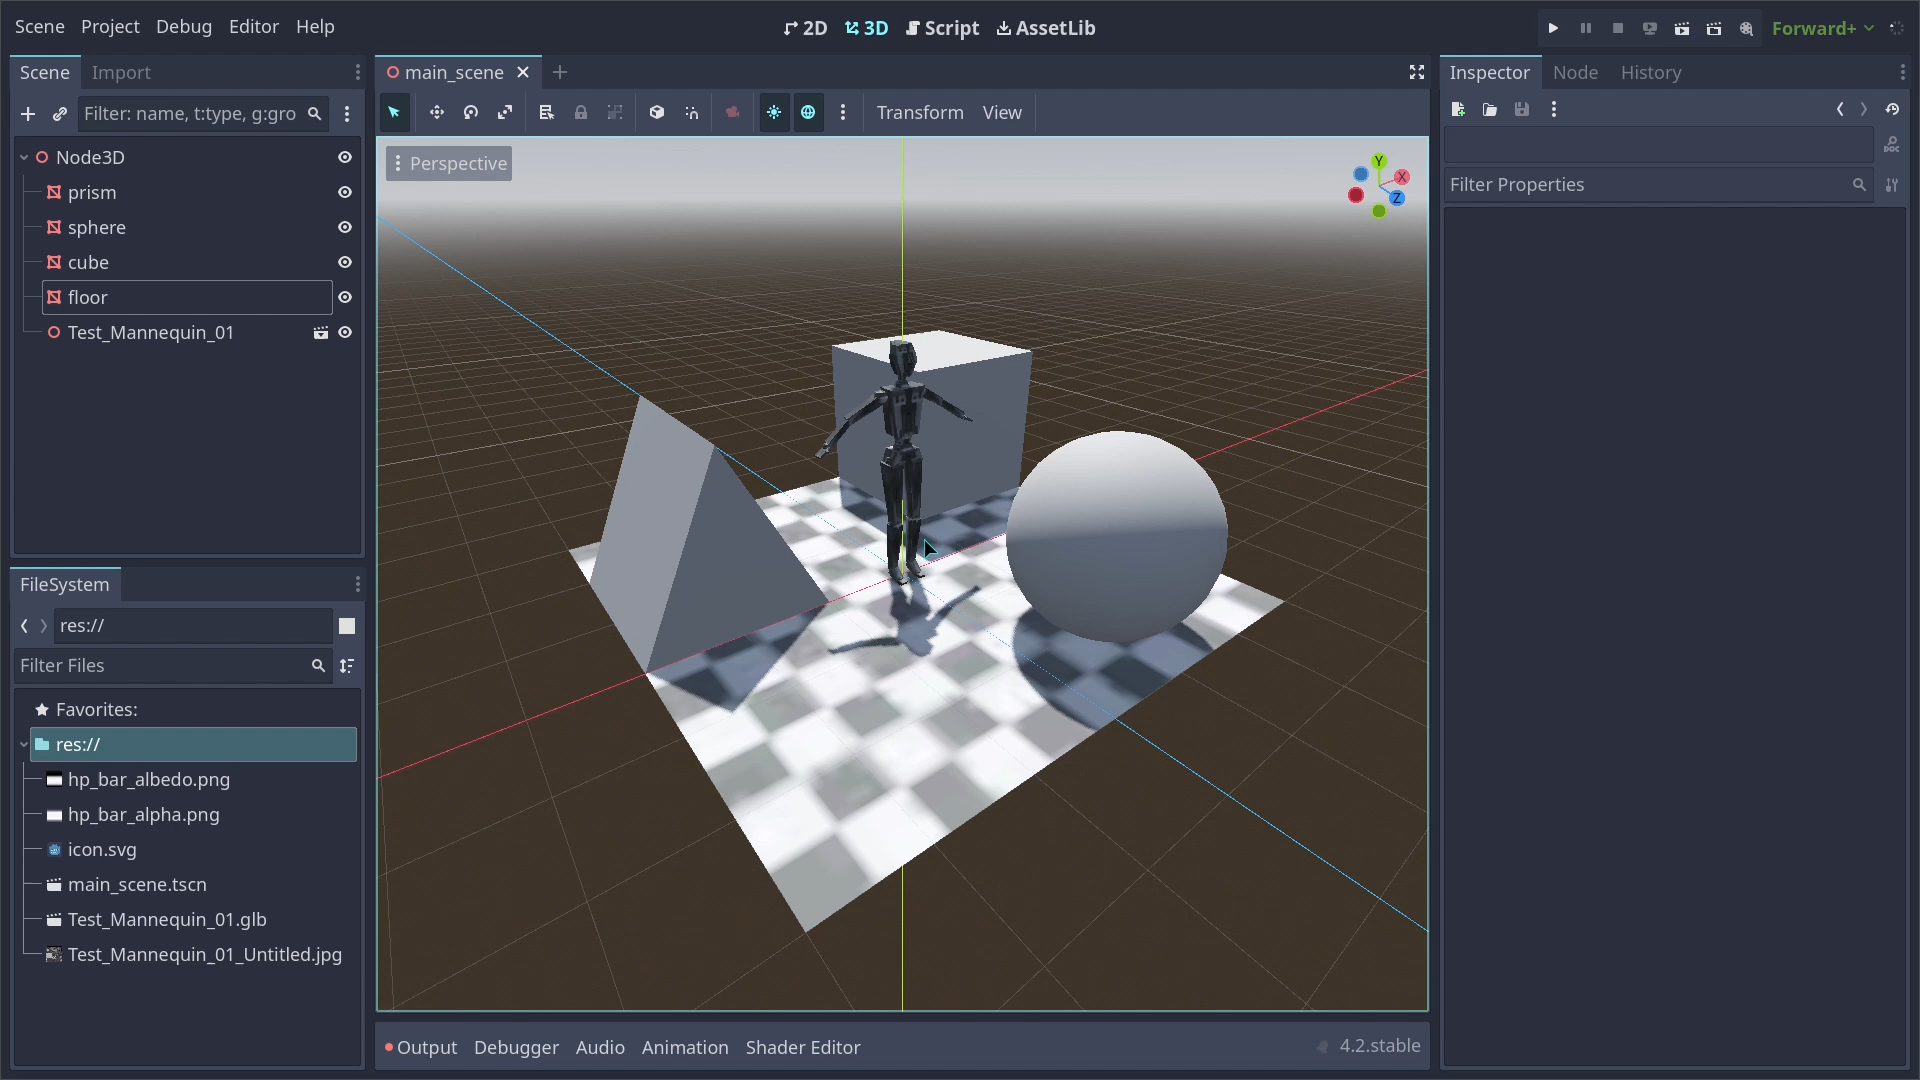 Scene Project Debug Editor Help
2D 3D Script AssetLib
Forward+
Scene Import
Filter: name, t:type, g:gro
Node3D
prism
sphere
cube
floor
Test_Mannequin_01
FileSystem
res://
Filter Files
Favorites:
res://
hp_bar_albedo.png
hp_bar_alpha.png
icon.svg
main_scene.tscn
Test_Mannequin_01.glb
Test_Mannequin_01_Untitled.jpg
main_scene
Transform View
Perspective
Y
X
Z
Output Debugger Audio Animation Shader Editor
4.2.stable
Inspector Node History
DOC
Filter Properties